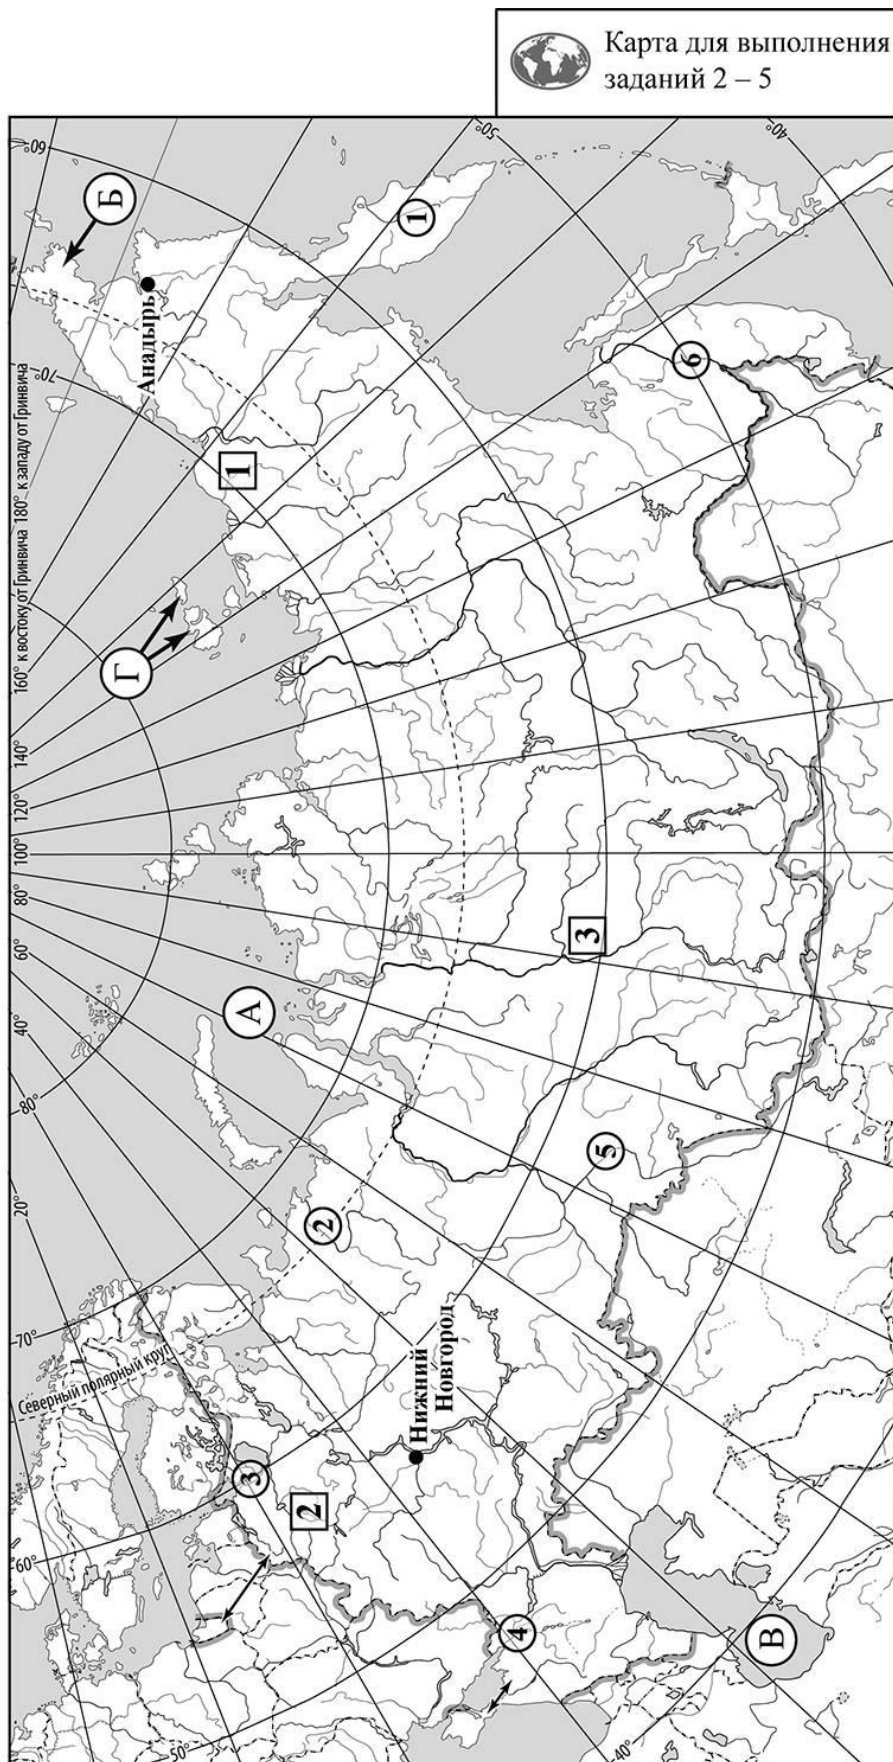 Карта для выполнения
заданий 2 – 5
160° к востоку от Гринвича 180° к западу от Гринвича
60°
50°
40°
70°
Б
Анадырь
1
1
6
Г
140°
120°
100°
80°
60°
40°
20°
80°
А
3
5
2
70°
Северный полярный круг
Нижний
Новгород
3
2
60°
4
В
50°
40°